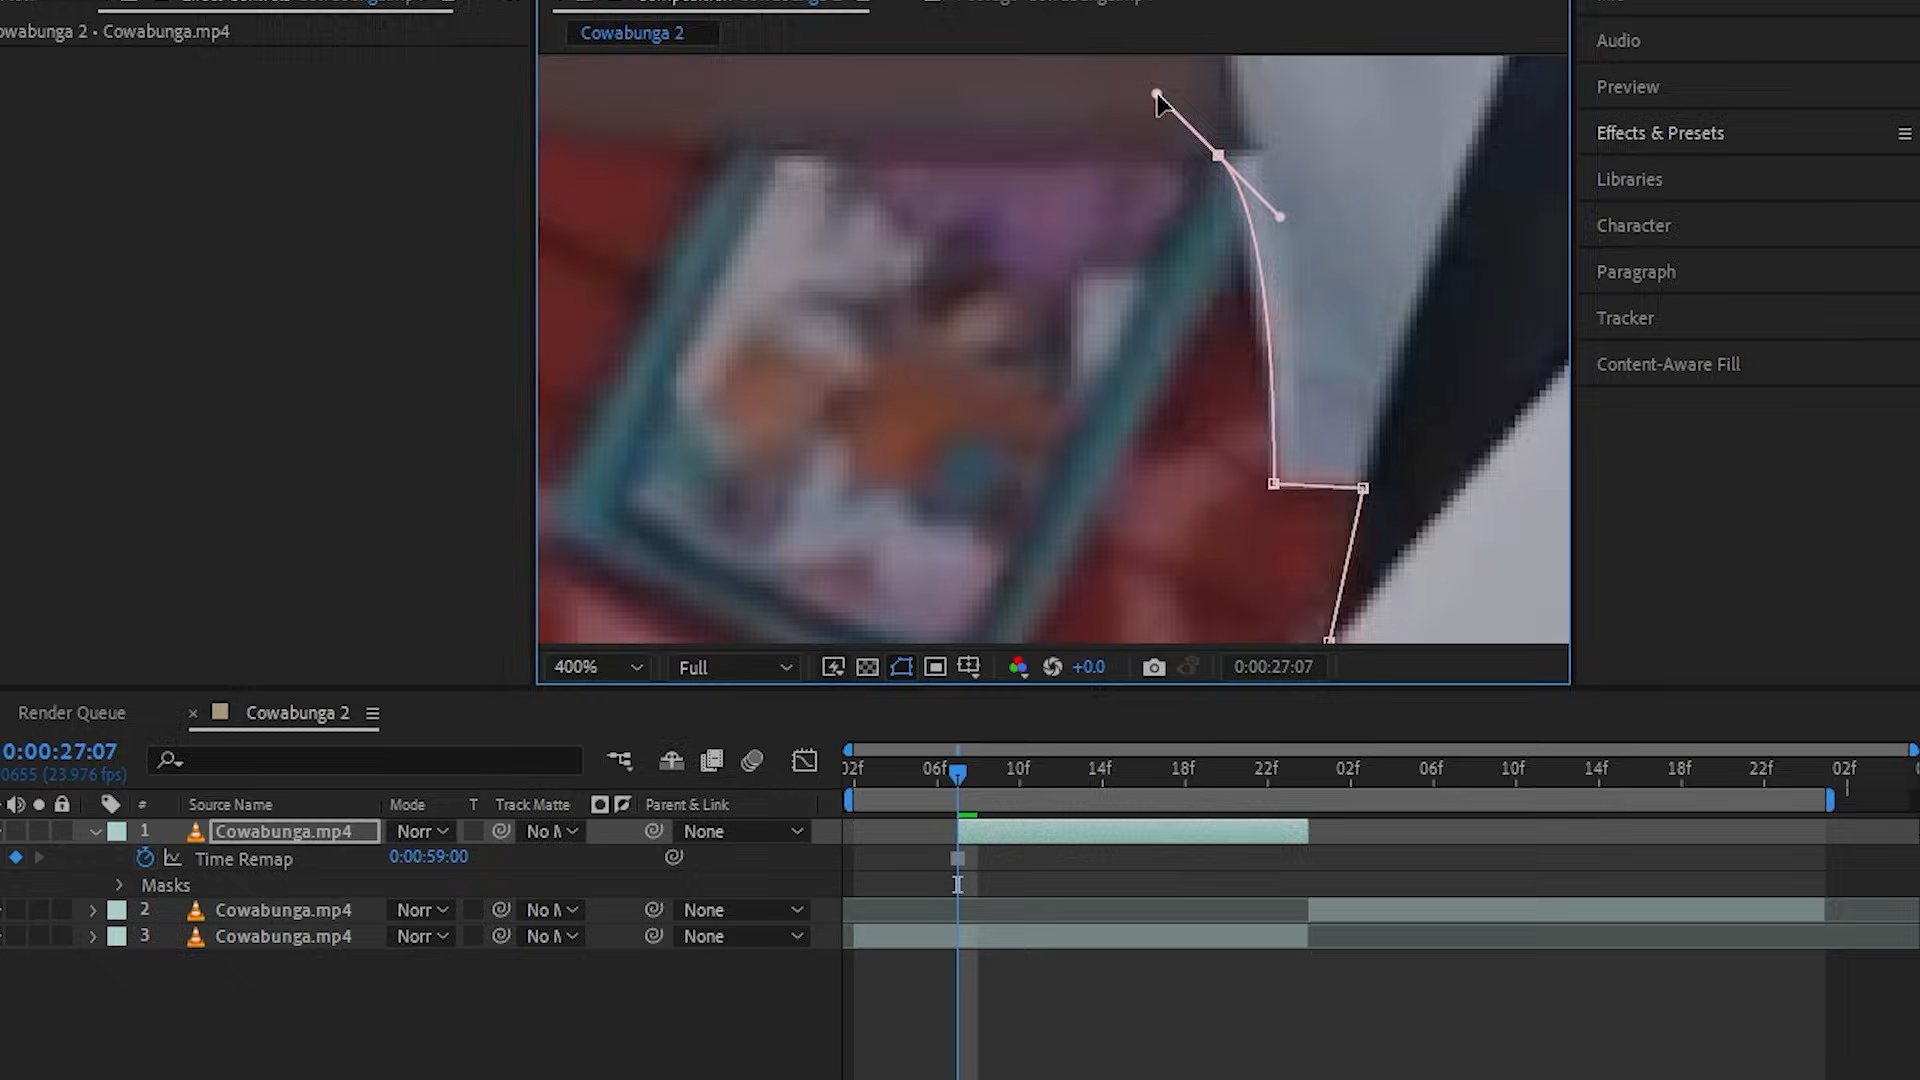 owabunga 2 • Cowabunga.mp4
Cowabunga 2
Audio
Preview
Effects & Presets
Libraries
Character
Paragraph
Tracker
Content-Aware Fill
400%
Full
+0.0
0:00:27:07
Render Queue
× Cowabunga 2
0:00:27:07
0655 (23.976 fps)
02f 06f 10f 14f 18f 22f 02f 06f 10f 14f 18f 22f 02f
# Source Name Mode T Track Matte Parent & Link
1 Cowabunga.mp4 Norr No M None
Time Remap 0:00:59:00
Masks
2 Cowabunga.mp4 Norr No M None
3 Cowabunga.mp4 Norr No M None